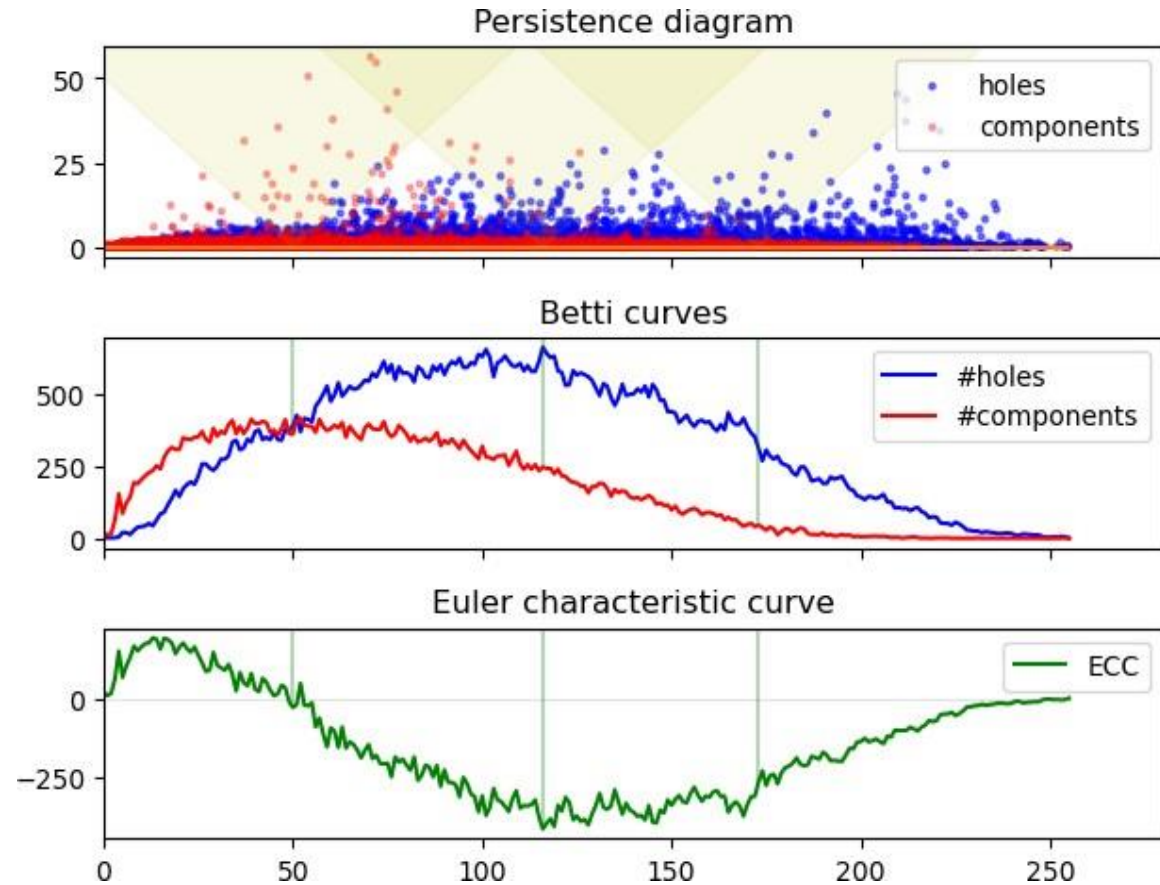 Persistence diagram
50
25
0
holes
components
Betti curves
500
250
0
#holes
#components
Euler characteristic curve
0
−250
ECC
0 50 100 150 200 250